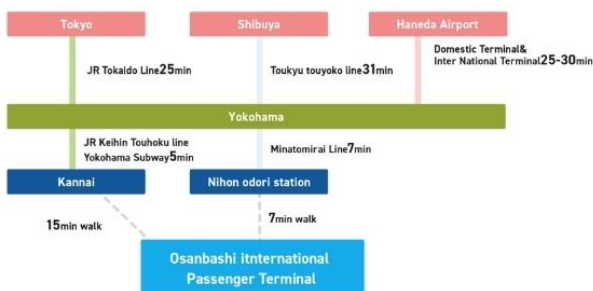 Tokyo
Shibuya
Haneda Airport
JR Tokaido Line25min
Toukyu touyoko line31min
Domestic Terminal&
Inter National Terminal25-30min
Yokohama
JR Keihin Touhoku line
Yokohama Subway5min
Minatomirai Line7min
Kannai
Nihon odori station
15min walk
7min walk
Osanbashi itnternational
Passenger Terminal